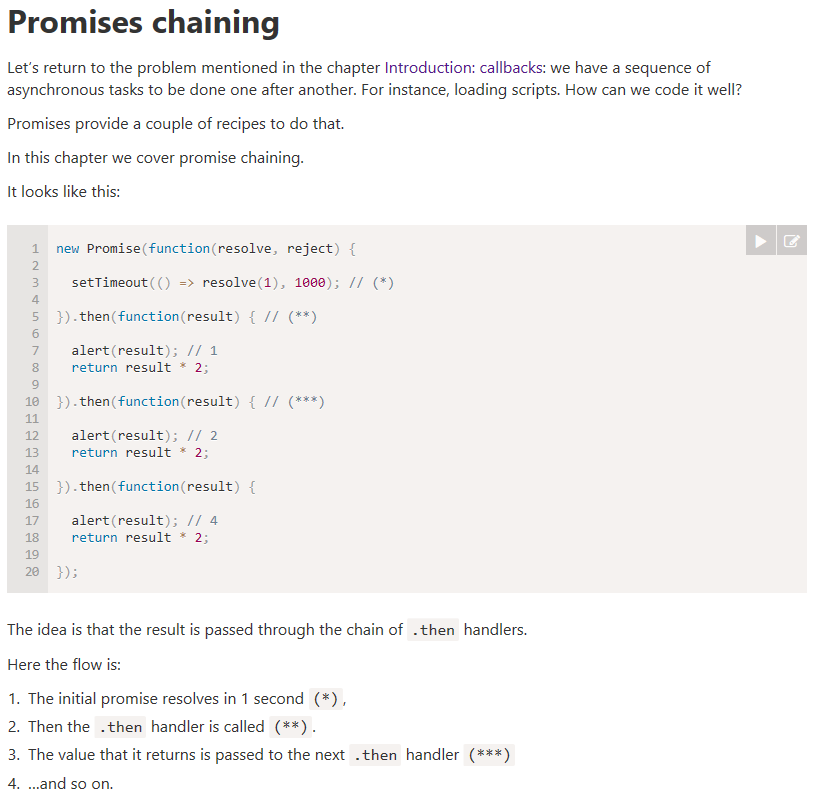 Promises chaining
Let's return to the problem mentioned in the chapter Introduction: callbacks: we have a sequence of
asynchronous tasks to be done one after another. For instance, loading scripts. How can we code it well?
Promises provide a couple of recipes to do that.
In this chapter we cover promise chaining.
It looks like this:
1 new Promise(function(resolve, reject) {
2
3   setTimeout(() => resolve(1), 1000); // (*)
4
5 }).then(function(result) { // (**)
6
7   alert(result); // 1
8   return result * 2;
9
10 }).then(function(result) { // (***)
11
12   alert(result); // 2
13   return result * 2;
14
15 }).then(function(result) {
16
17   alert(result); // 4
18   return result * 2;
19
20 });
The idea is that the result is passed through the chain of .then handlers.
Here the flow is:
1. The initial promise resolves in 1 second (*),
2. Then the .then handler is called (**).
3. The value that it returns is passed to the next .then handler (***)
4. …and so on.